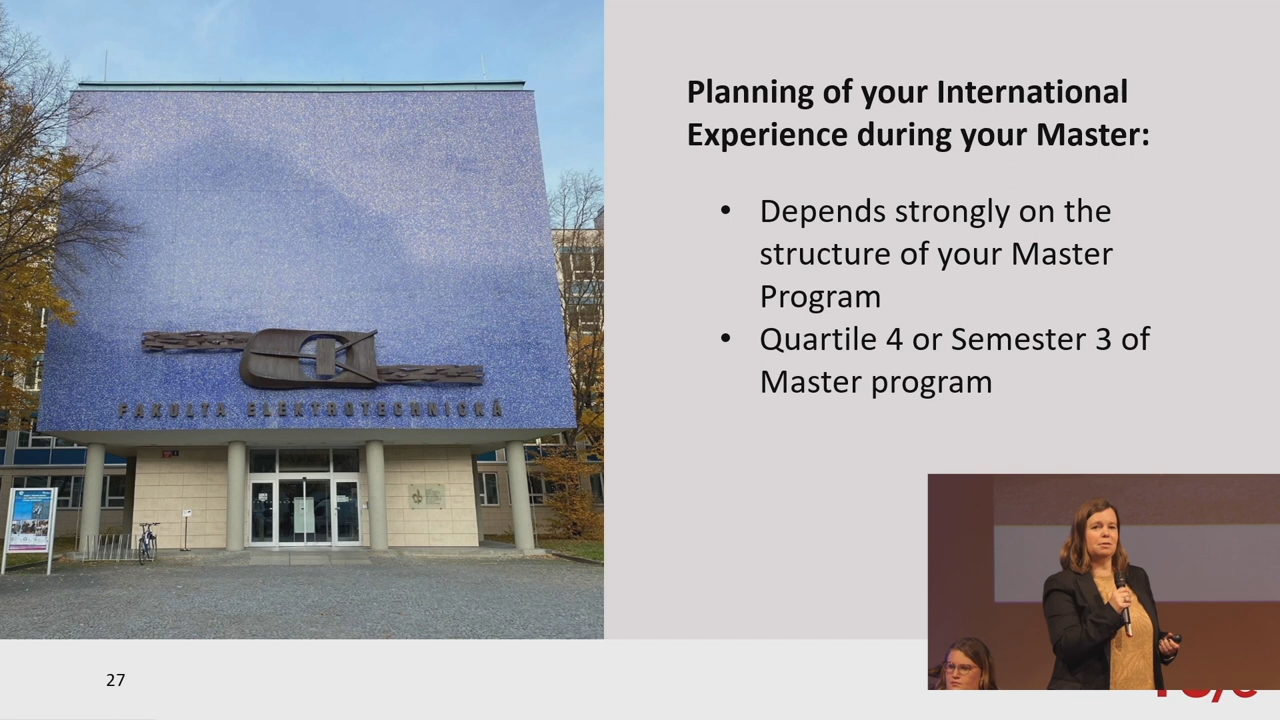 Planning of your International
Experience during your Master:
• Depends strongly on the
structure of your Master
Program
• Quartile 4 or Semester 3 of
Master program
FAKULTA ELEKTROTECHNICKÁ
27